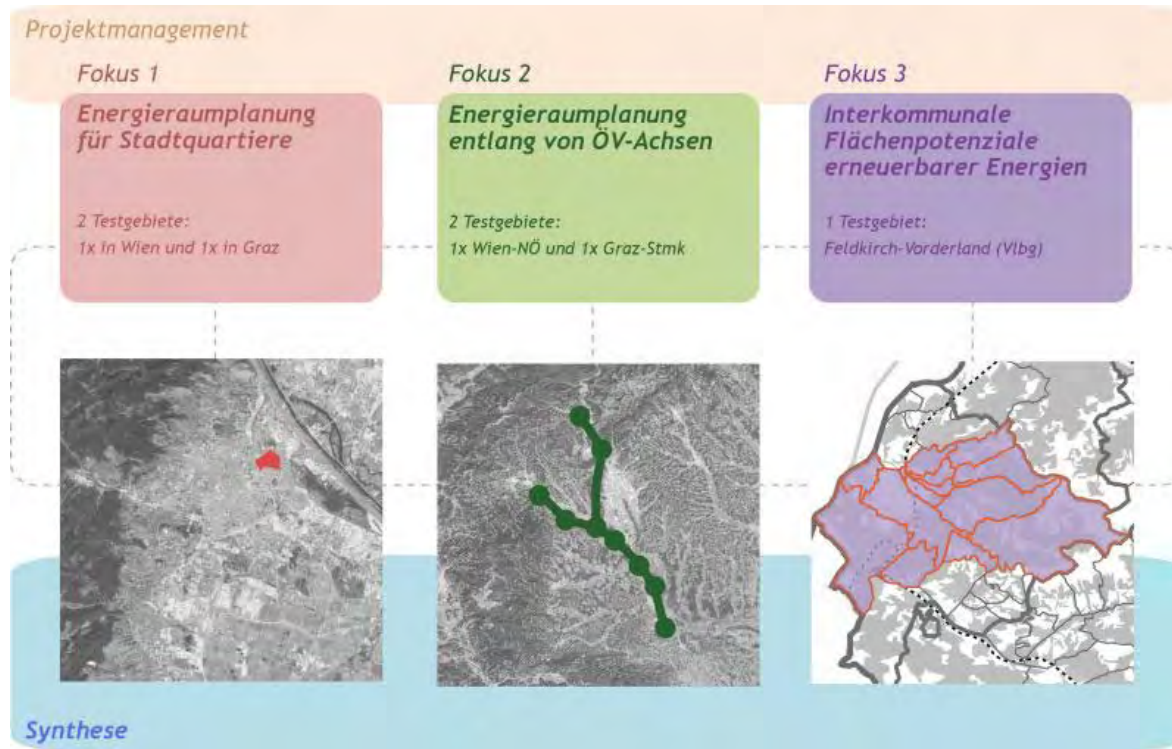 Projektmanagement
Fokus 1
Energieraumplanung
für Stadtquartiere
2 Testgebiete:
1x in Wien und 1x in Graz
Fokus 2
Energieraumplanung
entlang von ÖV-Achsen
2 Testgebiete:
1x Wien-NÖ und 1x Graz-Stmk
Fokus 3
Interkommunale
Flächenpotenziale
erneuerbarer Energien
1 Testgebiet:
Feldkirch-Vorderland (Vlbg)
Synthese